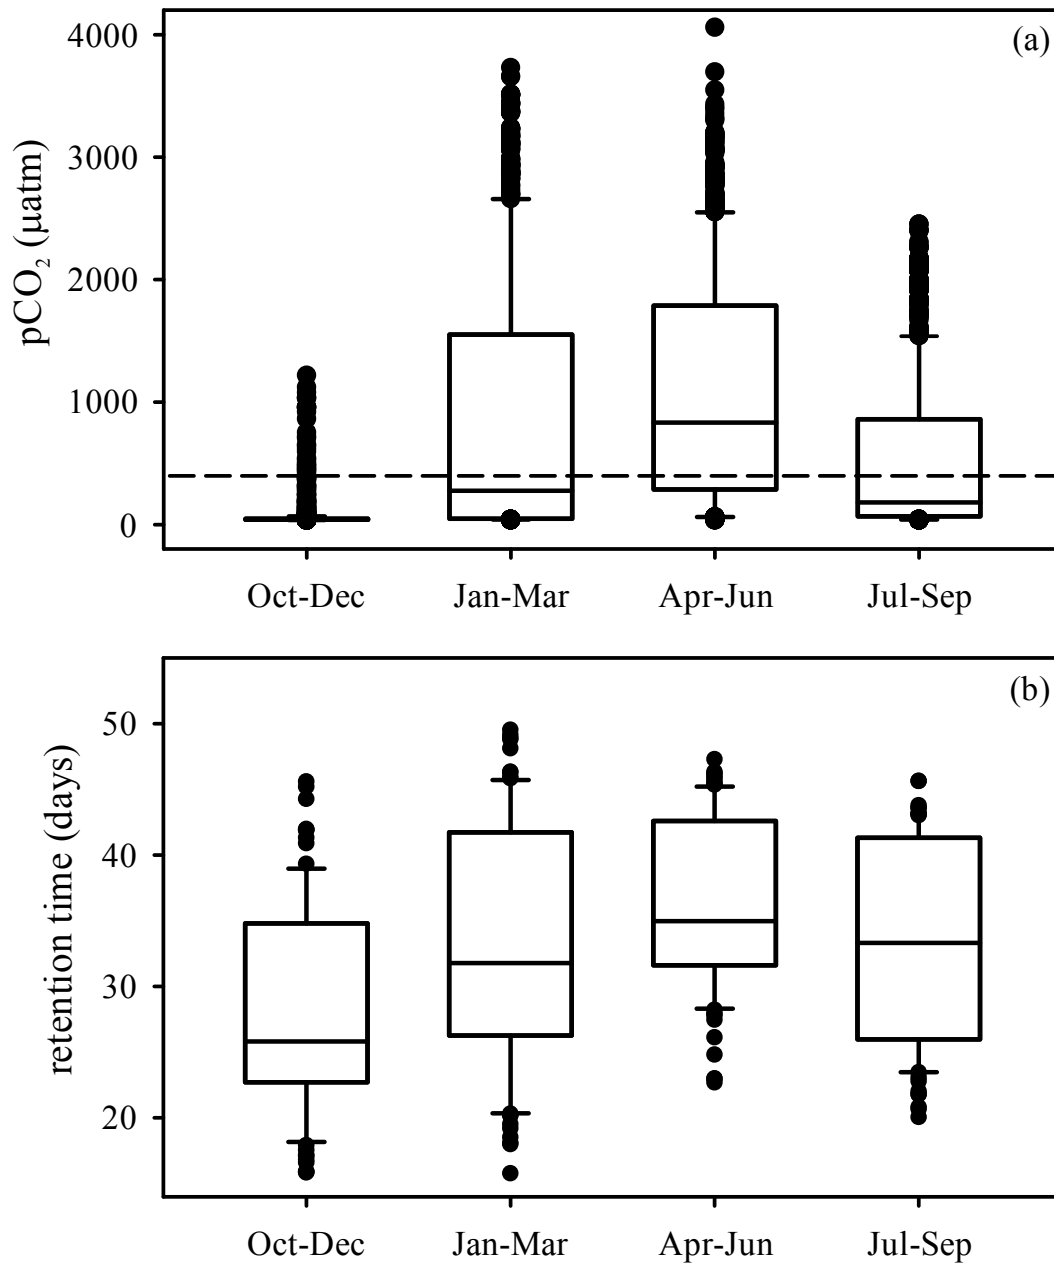 (a)
4000
3000
2000
1000
0
pCO₂ (µatm)
Oct-Dec Jan-Mar Apr-Jun Jul-Sep
(b)
50
40
30
20
retention time (days)
Oct-Dec Jan-Mar Apr-Jun Jul-Sep